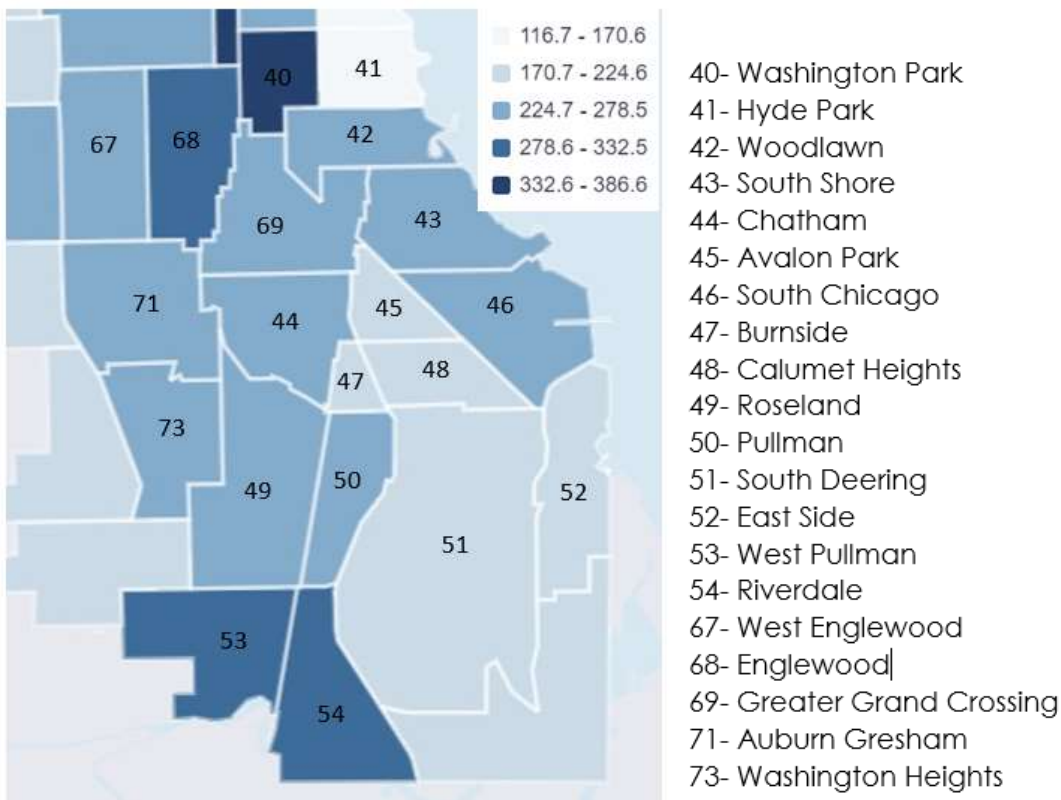 116.7 - 170.6
170.7 - 224.6
224.7 - 278.5
278.6 - 332.5
332.6 - 386.6
40
41
42
67
68
69
43
71
44
45
46
47
48
73
49
50
51
52
53
54
40- Washington Park
41- Hyde Park
42- Woodlawn
43- South Shore
44- Chatham
45- Avalon Park
46- South Chicago
47- Burnside
48- Calumet Heights
49- Roseland
50- Pullman
51- South Deering
52- East Side
53- West Pullman
54- Riverdale
67- West Englewood
68- Englewood
69- Greater Grand Crossing
71- Auburn Gresham
73- Washington Heights